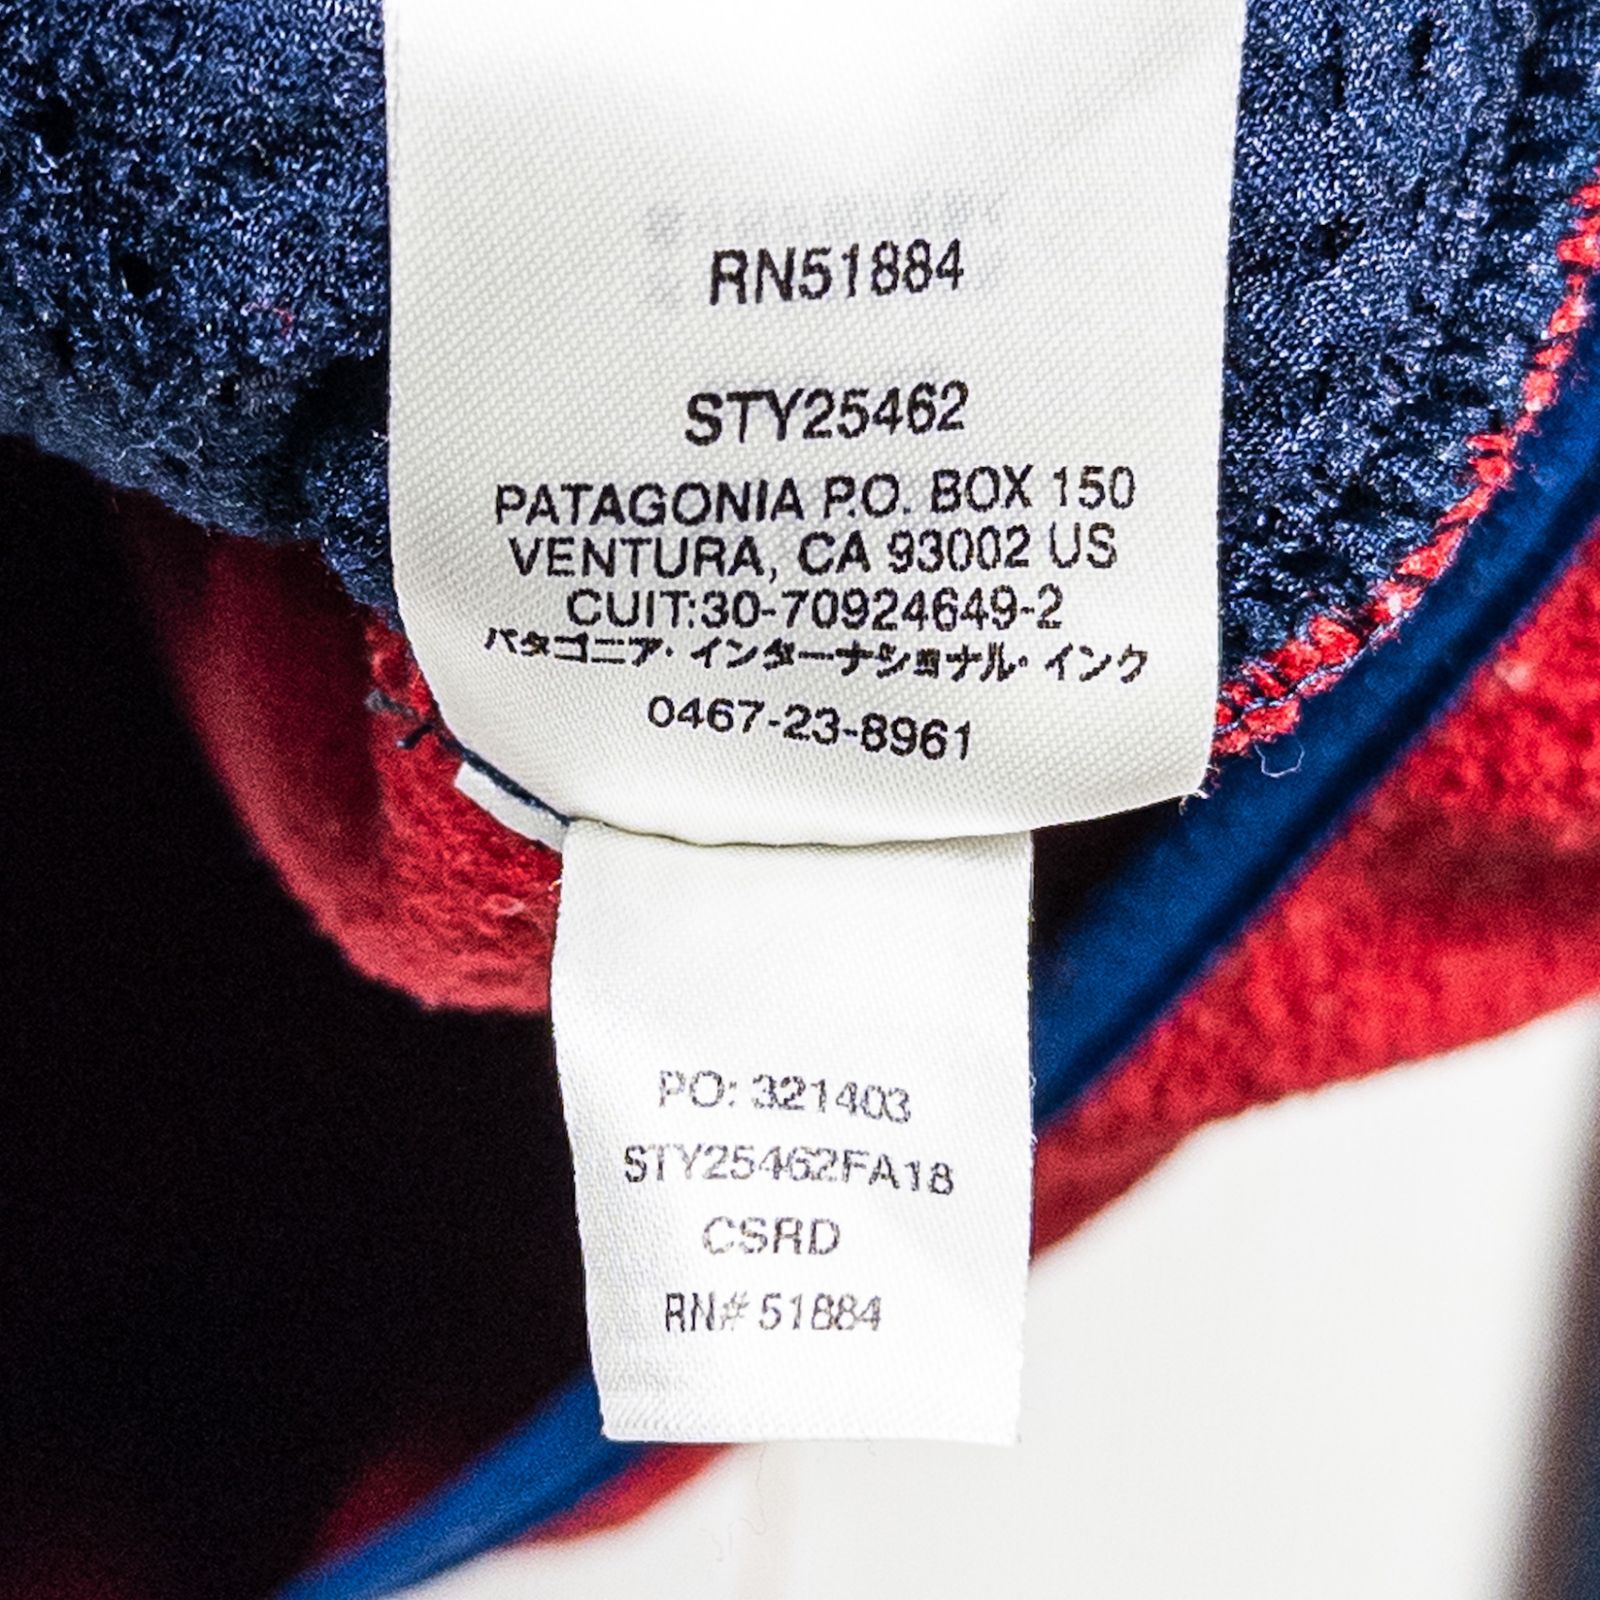 RN51884
STY25462
PATAGONIA P.O. BOX 150
VENTURA, CA 93002 US
CUIT:30-70924649-2
パタゴニア・インターナショナル・インク
0467-23-8961
PO: 321403
STY25462FA18
CSRD
RN# 51884